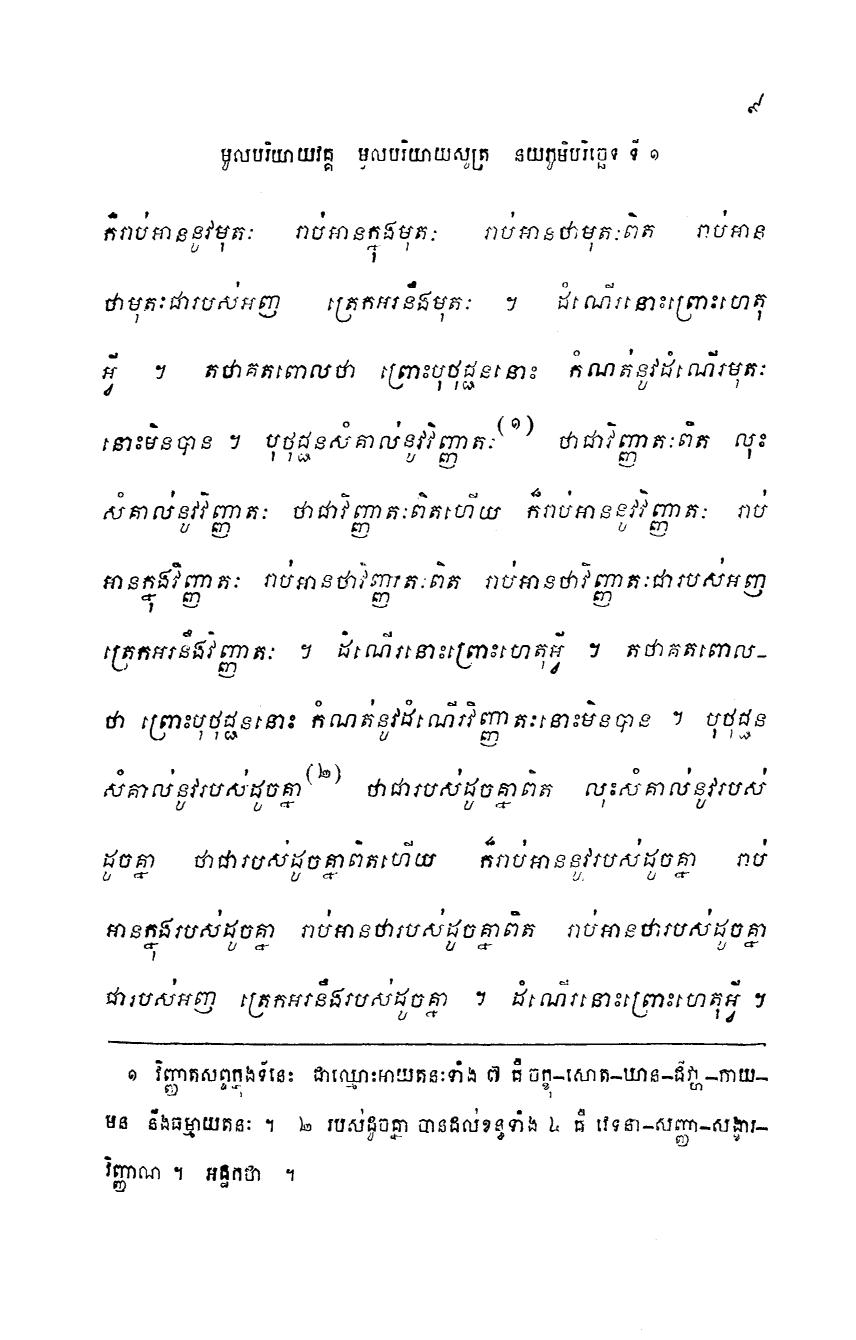 ៩
មូលបរិយាយវគ្គ មូលបរិយាយសូត្រ នយភូមិបរិច្ឆេទ ទី ១
ក៏រាប់អាននូវមុតៈ រាប់អានក្នុងមុតៈ រាប់អានថាមុតៈពិត រាប់អាន
ថាមុតៈជារបស់អញ ត្រេកអរនឹងមុតៈ ។ ដំណើរនោះព្រោះហេតុ
អ្វី ។ តថាគតពោលថា ព្រោះបុថុជ្ជននោះ កំណត់នូវដំណើរមុតៈ
នោះមិនបាន ។ បុថុជ្ជនសំគាល់នូវវិញ្ញាតៈ(១) ថាជាវិញ្ញាតៈពិត លុះ
សំគាល់នូវវិញ្ញាតៈ ថាជាវិញ្ញាតៈពិតហើយ ក៏រាប់អាននូវវិញ្ញាតៈ រាប់
អានក្នុងវិញ្ញាតៈ រាប់អានថាវិញ្ញាតៈពិត រាប់អានថាវិញ្ញាតៈជារបស់អញ
ត្រេកអរនឹងវិញ្ញាតៈ ។ ដំណើរនោះព្រោះហេតុអ្វី ។ តថាគតពោល-
ថា ព្រោះបុថុជ្ជននោះ កំណត់នូវដំណើរវិញ្ញាតៈនោះមិនបាន ។ បុថុជ្ជន
សំគាល់នូវរបស់ដូចគ្នា(២) ថាជារបស់ដូចគ្នាពិត លុះសំគាល់នូវរបស់
ដូចគ្នា ថាជារបស់ដូចគ្នាពិតហើយ ក៏រាប់អាននូវរបស់ដូចគ្នា រាប់
អានក្នុងរបស់ដូចគ្នា រាប់អានថារបស់ដូចគ្នាពិត រាប់អានថារបស់ដូចគ្នា
ជារបស់អញ ត្រេកអរនឹងរបស់ដូចគ្នា ។ ដំណើរនោះព្រោះហេតុអ្វី ។
១ វិញ្ញាតសព្ទក្នុងទីនេះ ជាឈ្មោះអាយតនៈទាំង ៧ គឺ ចក្ខុ-សោត-ឃាន-ជីវ្ហា-កាយ-
មន នឹងធម្មាយតនៈ ។ ២ របស់ដូចគ្នា បានដល់ខន្ធទាំង ៤ គឺ វេទនា-សញ្ញា-សង្ខារ-
វិញ្ញាណ ។ អដ្ឋកថា ។